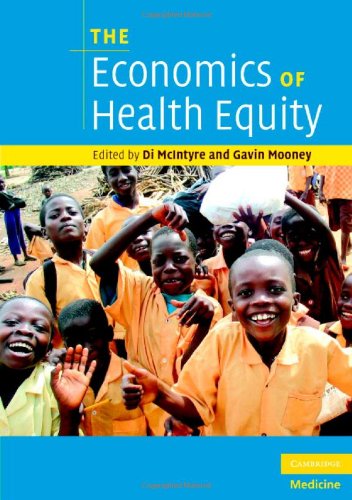 THE
Economics OF
Health Equity
Edited by Di McIntyre and Gavin Mooney
CAMBRIDGE
Medicine